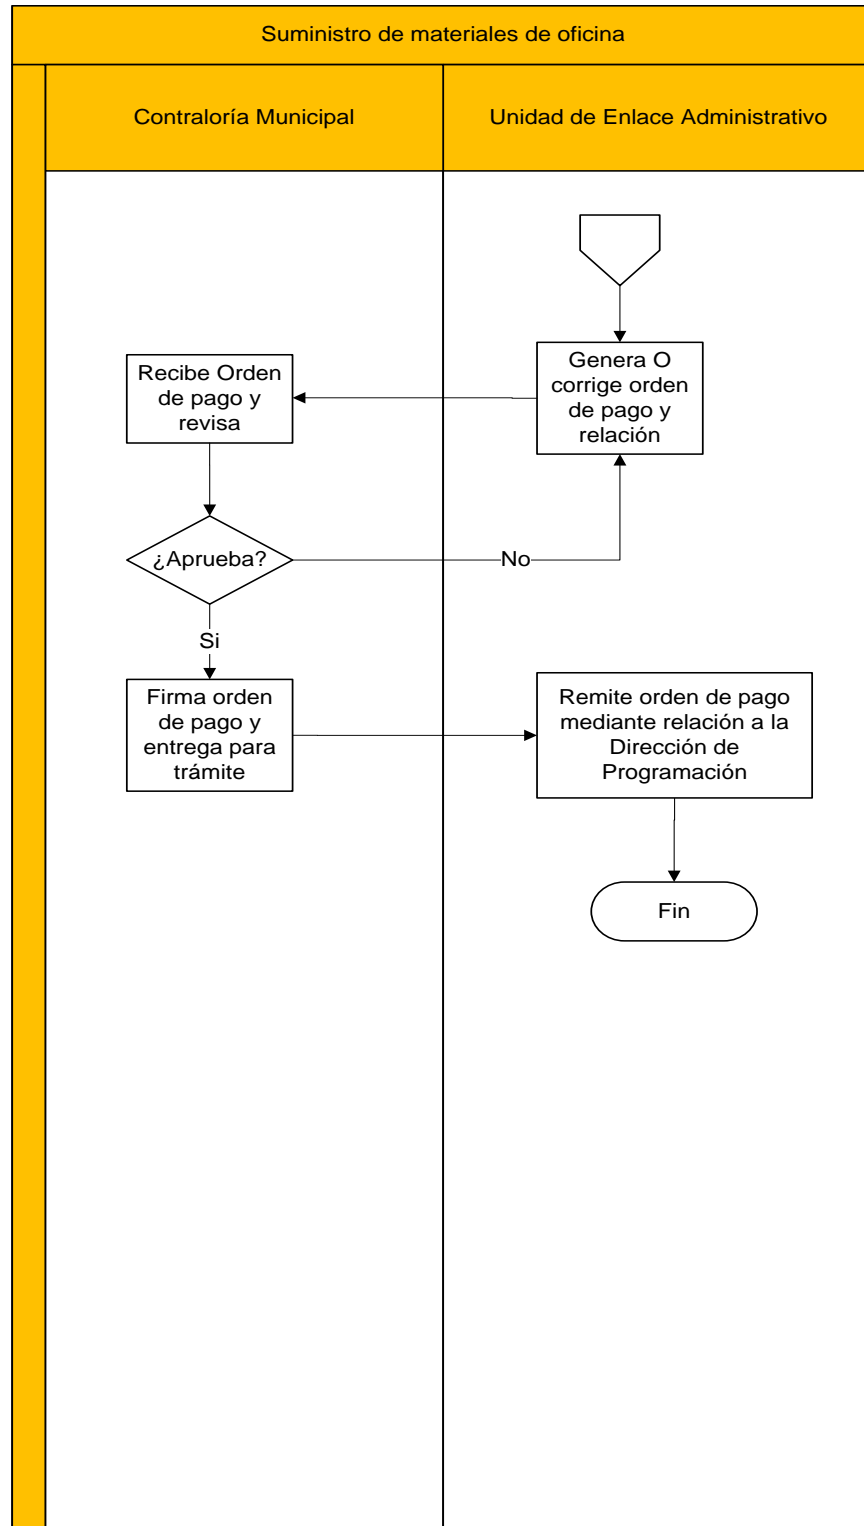 Suministro de materiales de oficina
Contraloría Municipal
Unidad de Enlace Administrativo
Genera O
corrige orden
de pago y
relación
Recibe Orden
de pago y
revisa
¿Aprueba?
No
Si
Firma orden
de pago y
entrega para
trámite
Remite orden de pago
mediante relación a la
Dirección de
Programación
Fin